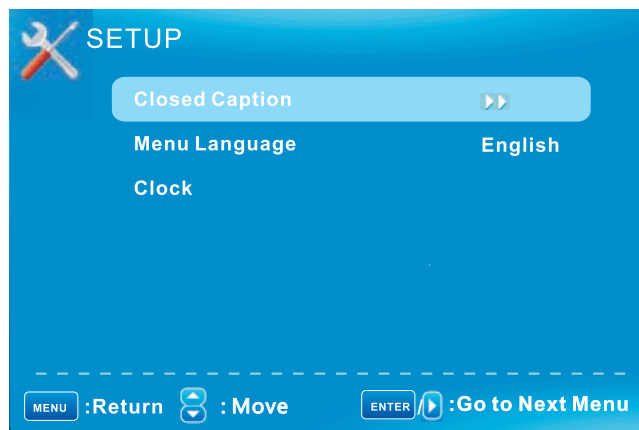 SETUP
Closed Caption
Menu Language English
Clock
MENU :Return : Move ENTER / :Go to Next Menu